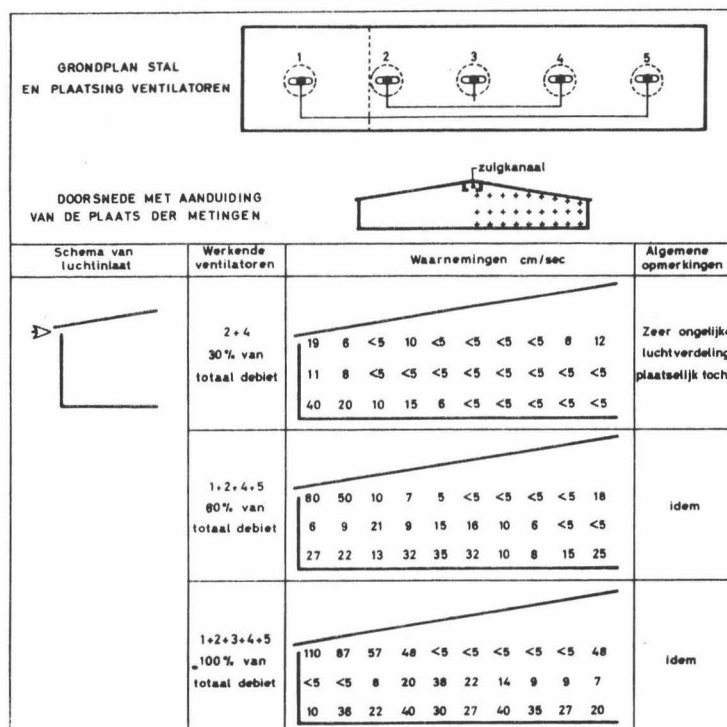 GRONDPLAN STAL
EN PLAATSING VENTILATOREN
1 2 3 4 5
zuigkanaal
DOORSNEDE MET AANDUIDING
VAN DE PLAATS DER METINGEN
Schema van
luchtinlaat
Werkende
ventilatoren
Waarnemingen cm/sec
Algemene
opmerkingen
2+4
30% van
totaal debiet
19 6 <5 10 <5 <5 <5 <5 8 12
11 8 <5 <5 <5 <5 <5 <5 <5 <5
40 20 10 15 6 <5 <5 <5 <5 <5
Zeer ongelijke
luchtverdeling
plaatselijk toch
1+2+4+5
60% van
totaal debiet
80 50 10 7 5 <5 <5 <5 <5 18
6 9 21 9 15 16 10 6 <5 <5
27 22 13 32 35 32 10 8 15 25
idem
1+2+3+4+5
100% van
totaal debiet
110 87 57 48 <5 <5 <5 <5 <5 48
<5 <5 8 20 38 22 14 9 9 7
10 36 22 40 30 27 40 35 27 20
idem